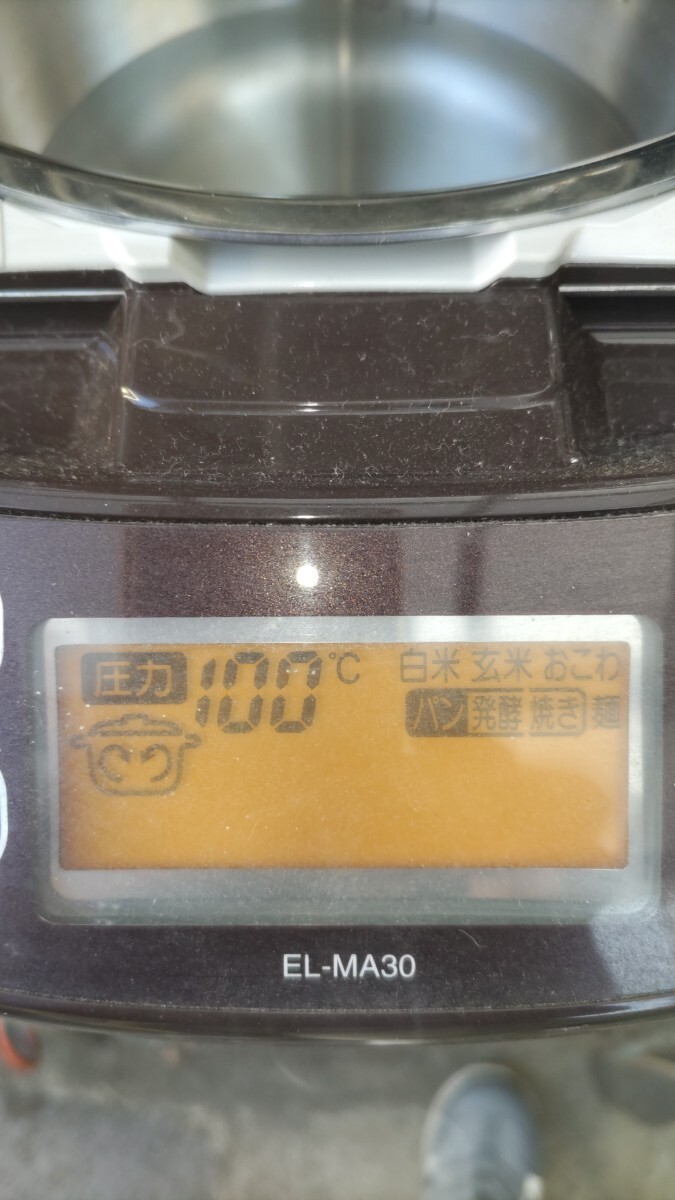 圧力 100℃ 白米 玄米 おこわ
パン 発酵 焼き 麺
EL-MA30